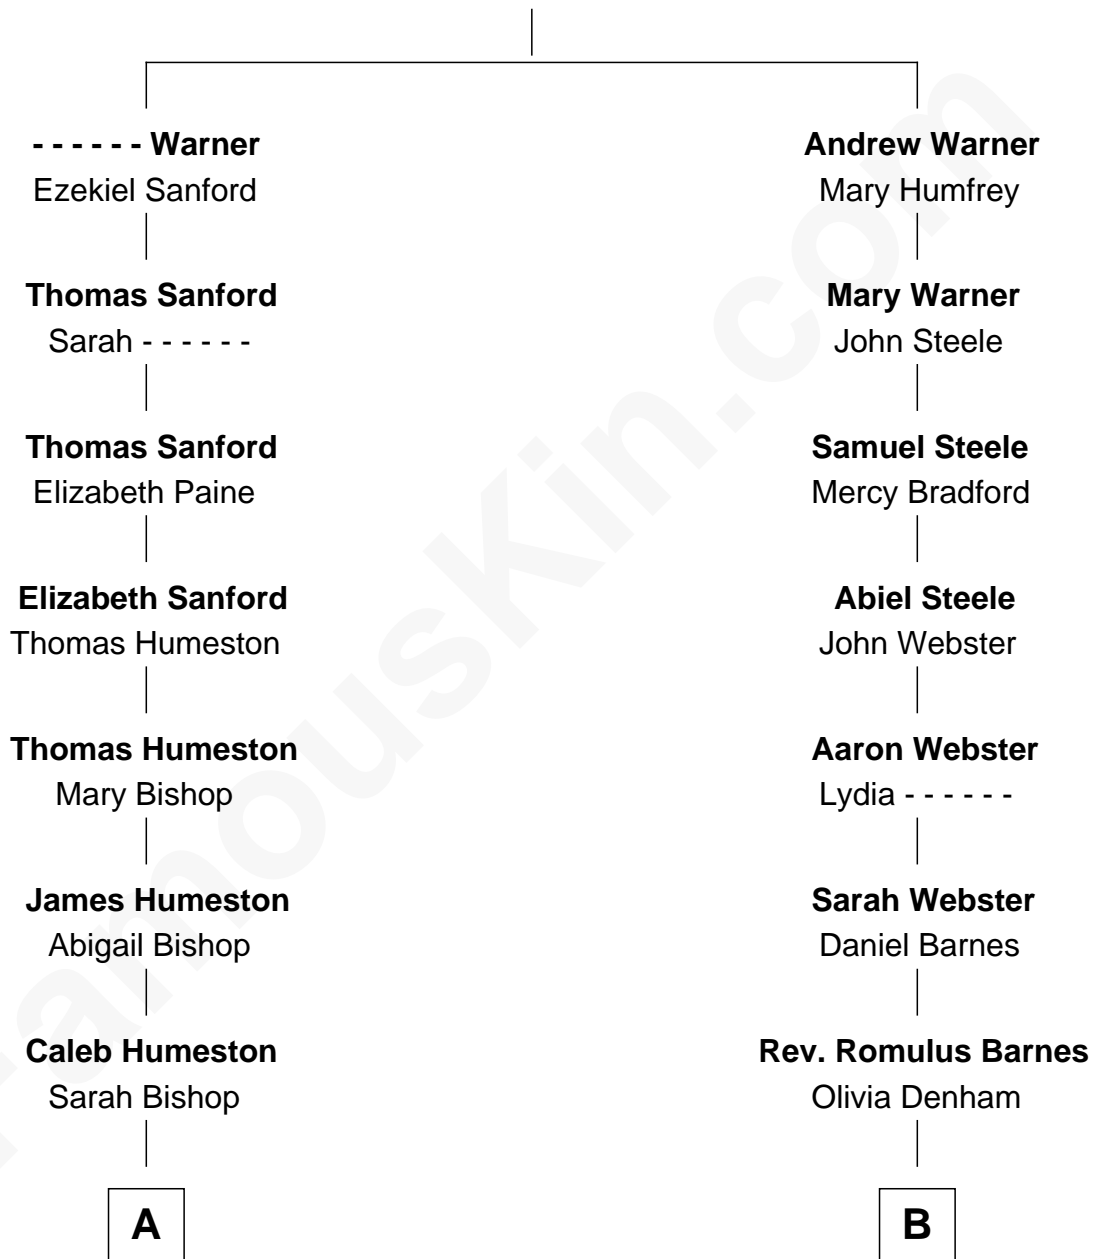 - - - - - - Warner
Ezekiel Sanford
Thomas Sanford
Sarah - - - - - -
Thomas Sanford
Elizabeth Paine
Elizabeth Sanford
Thomas Humeston
Thomas Humeston
Mary Bishop
James Humeston
Abigail Bishop
Caleb Humeston
Sarah Bishop
A
Andrew Warner
Mary Humfrey
Mary Warner
John Steele
Samuel Steele
Mercy Bradford
Abiel Steele
John Webster
Aaron Webster
Lydia - - - - - -
Sarah Webster
Daniel Barnes
Rev. Romulus Barnes
Olivia Denham
B
FamousKin.com